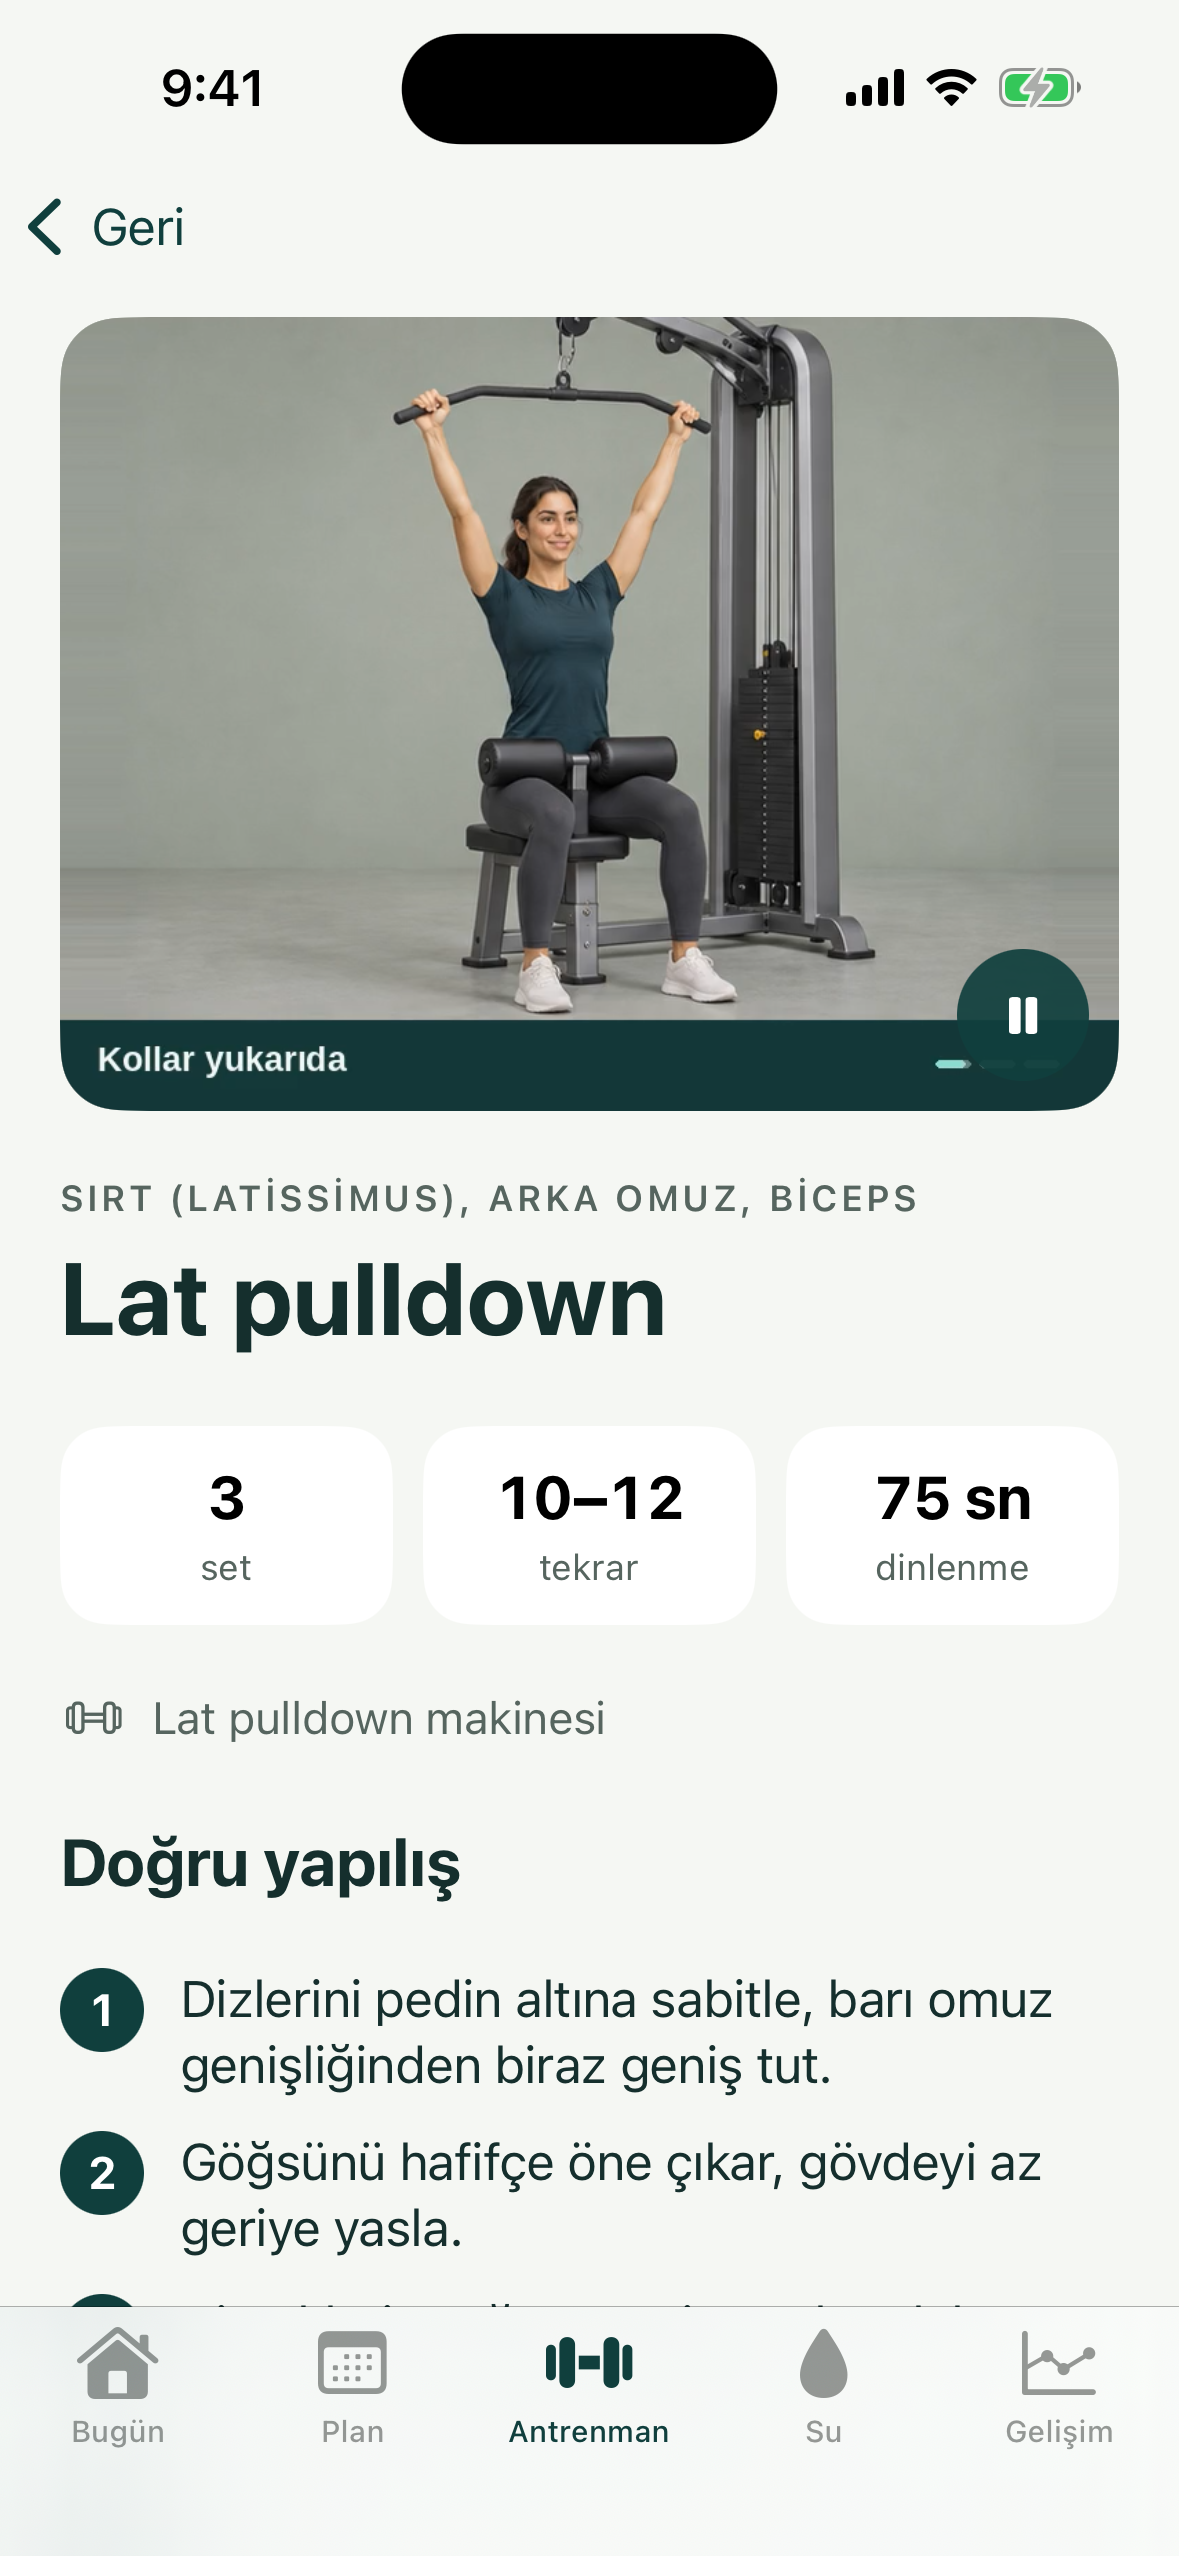 9:41
Geri
Kollar yukarıda
SIRT (LATİSSİMUS), ARKA OMUZ, BİCEPS
Lat pulldown
3
set
10–12
tekrar
75 sn
dinlenme
Lat pulldown makinesi
Doğru yapılış
1
Dizlerini pedin altına sabitle, barı omuz
genişliğinden biraz geniş tut.
2
Göğsünü hafifçe öne çıkar, gövdeyi az
geriye yasla.
Bugün
Plan
Antrenman
Su
Gelişim